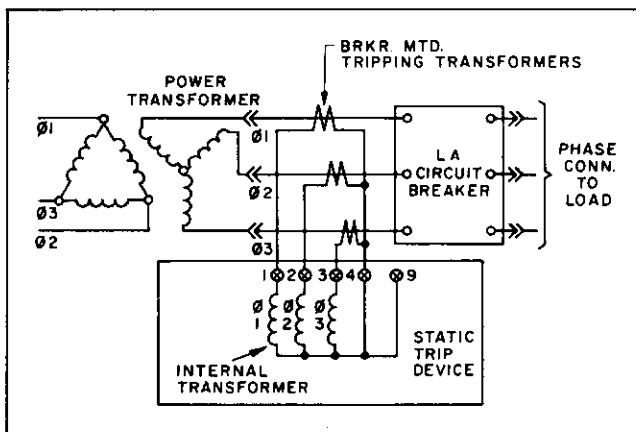 BRKR. MTD.
TRIPPING TRANSFORMERS
POWER
TRANSFORMER
Ø1
Ø1
Ø2
Ø3
Ø2
Ø3
LA
CIRCUIT
BREAKER
PHASE
CONN.
TO
LOAD
1 2 3 4 9
Ø
1
Ø
2
Ø
3
STATIC
TRIP
DEVICE
INTERNAL
TRANSFORMER